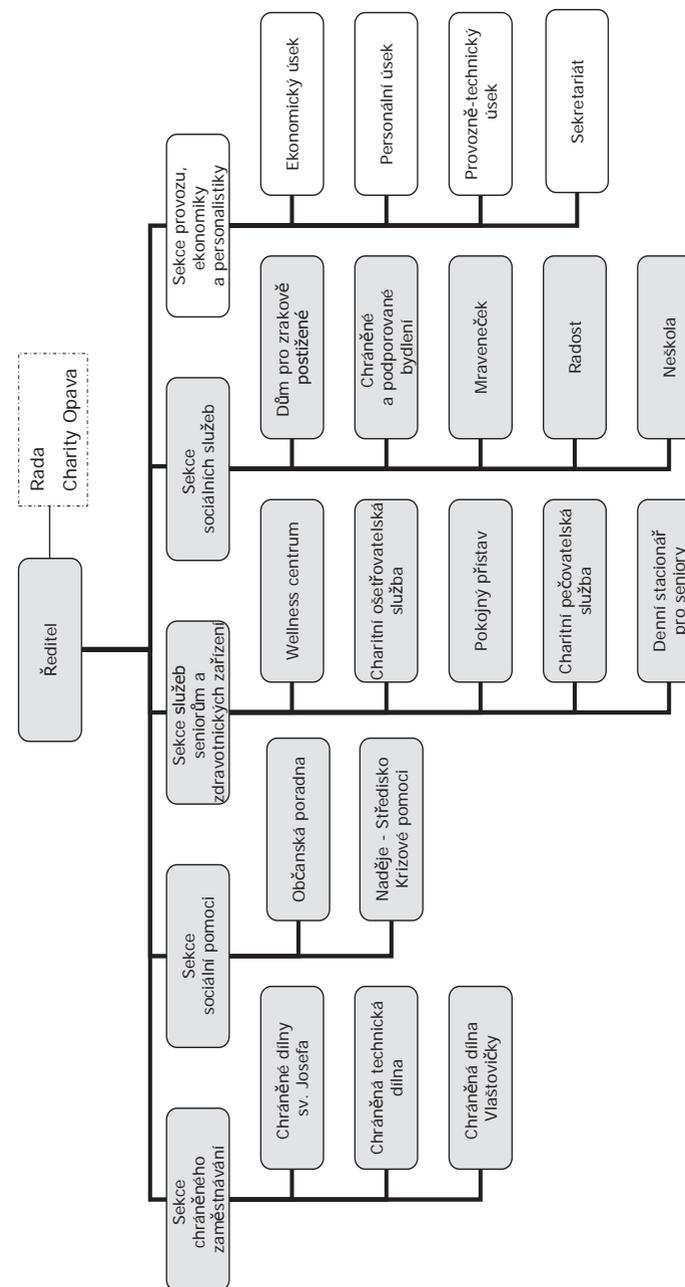 Ředitel
Rada
Charity Opava
Sekce
chráněného
zaměstnávání
Chráněné dílny
sv. Josefa
Chráněná technická
dílna
Chráněná dílna
Vlaštovičky
Sekce
sociální pomoci
Občanská poradna
Naděje - Středisko
Krizové pomoci
Sekce služeb
seniorům a
zdravotnických zařízení
Wellness centrum
Charitní ošetřovatelská
služba
Pokojný přístav
Charitní pečovatelská
služba
Denní stacionář
pro seniory
Sekce
sociálních služeb
Dům pro zrakově
postižené
Chráněné
a podporované
bydlení
Mraveneček
Radost
Neškola
Sekce provozu,
ekonomiky
a personalistiky
Ekonomický úsek
Personální úsek
Provozně-technický
úsek
Sekretariát